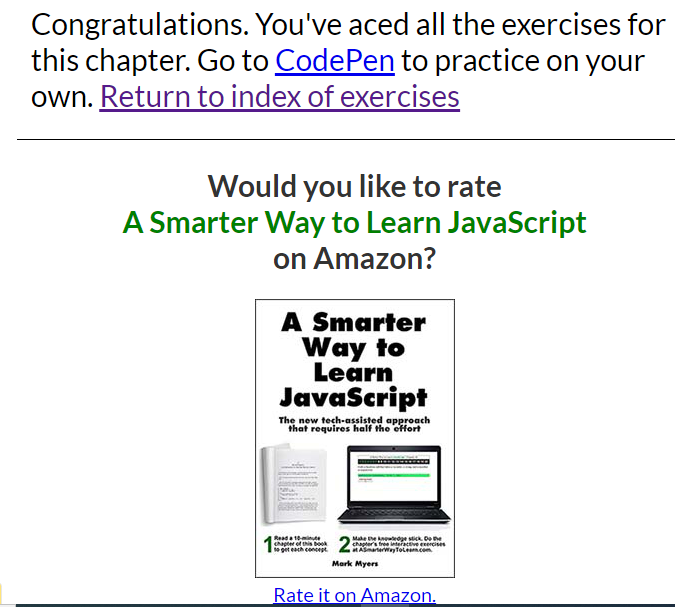 Congratulations. You've aced all the exercises for
this chapter. Go to CodePen to practice on your
own. Return to index of exercises
Would you like to rate
A Smarter Way to Learn JavaScript
on Amazon?
A Smarter
Way to
Learn
JavaScript
The new tech-assisted approach
that requires half the effort
1 Read a 10-minute
chapter of this book
to get each concept.
2 Make the knowledge stick. Do the
chapter's free interactive exercises
at ASmarterWayToLearn.com.
Mark Myers
Rate it on Amazon.